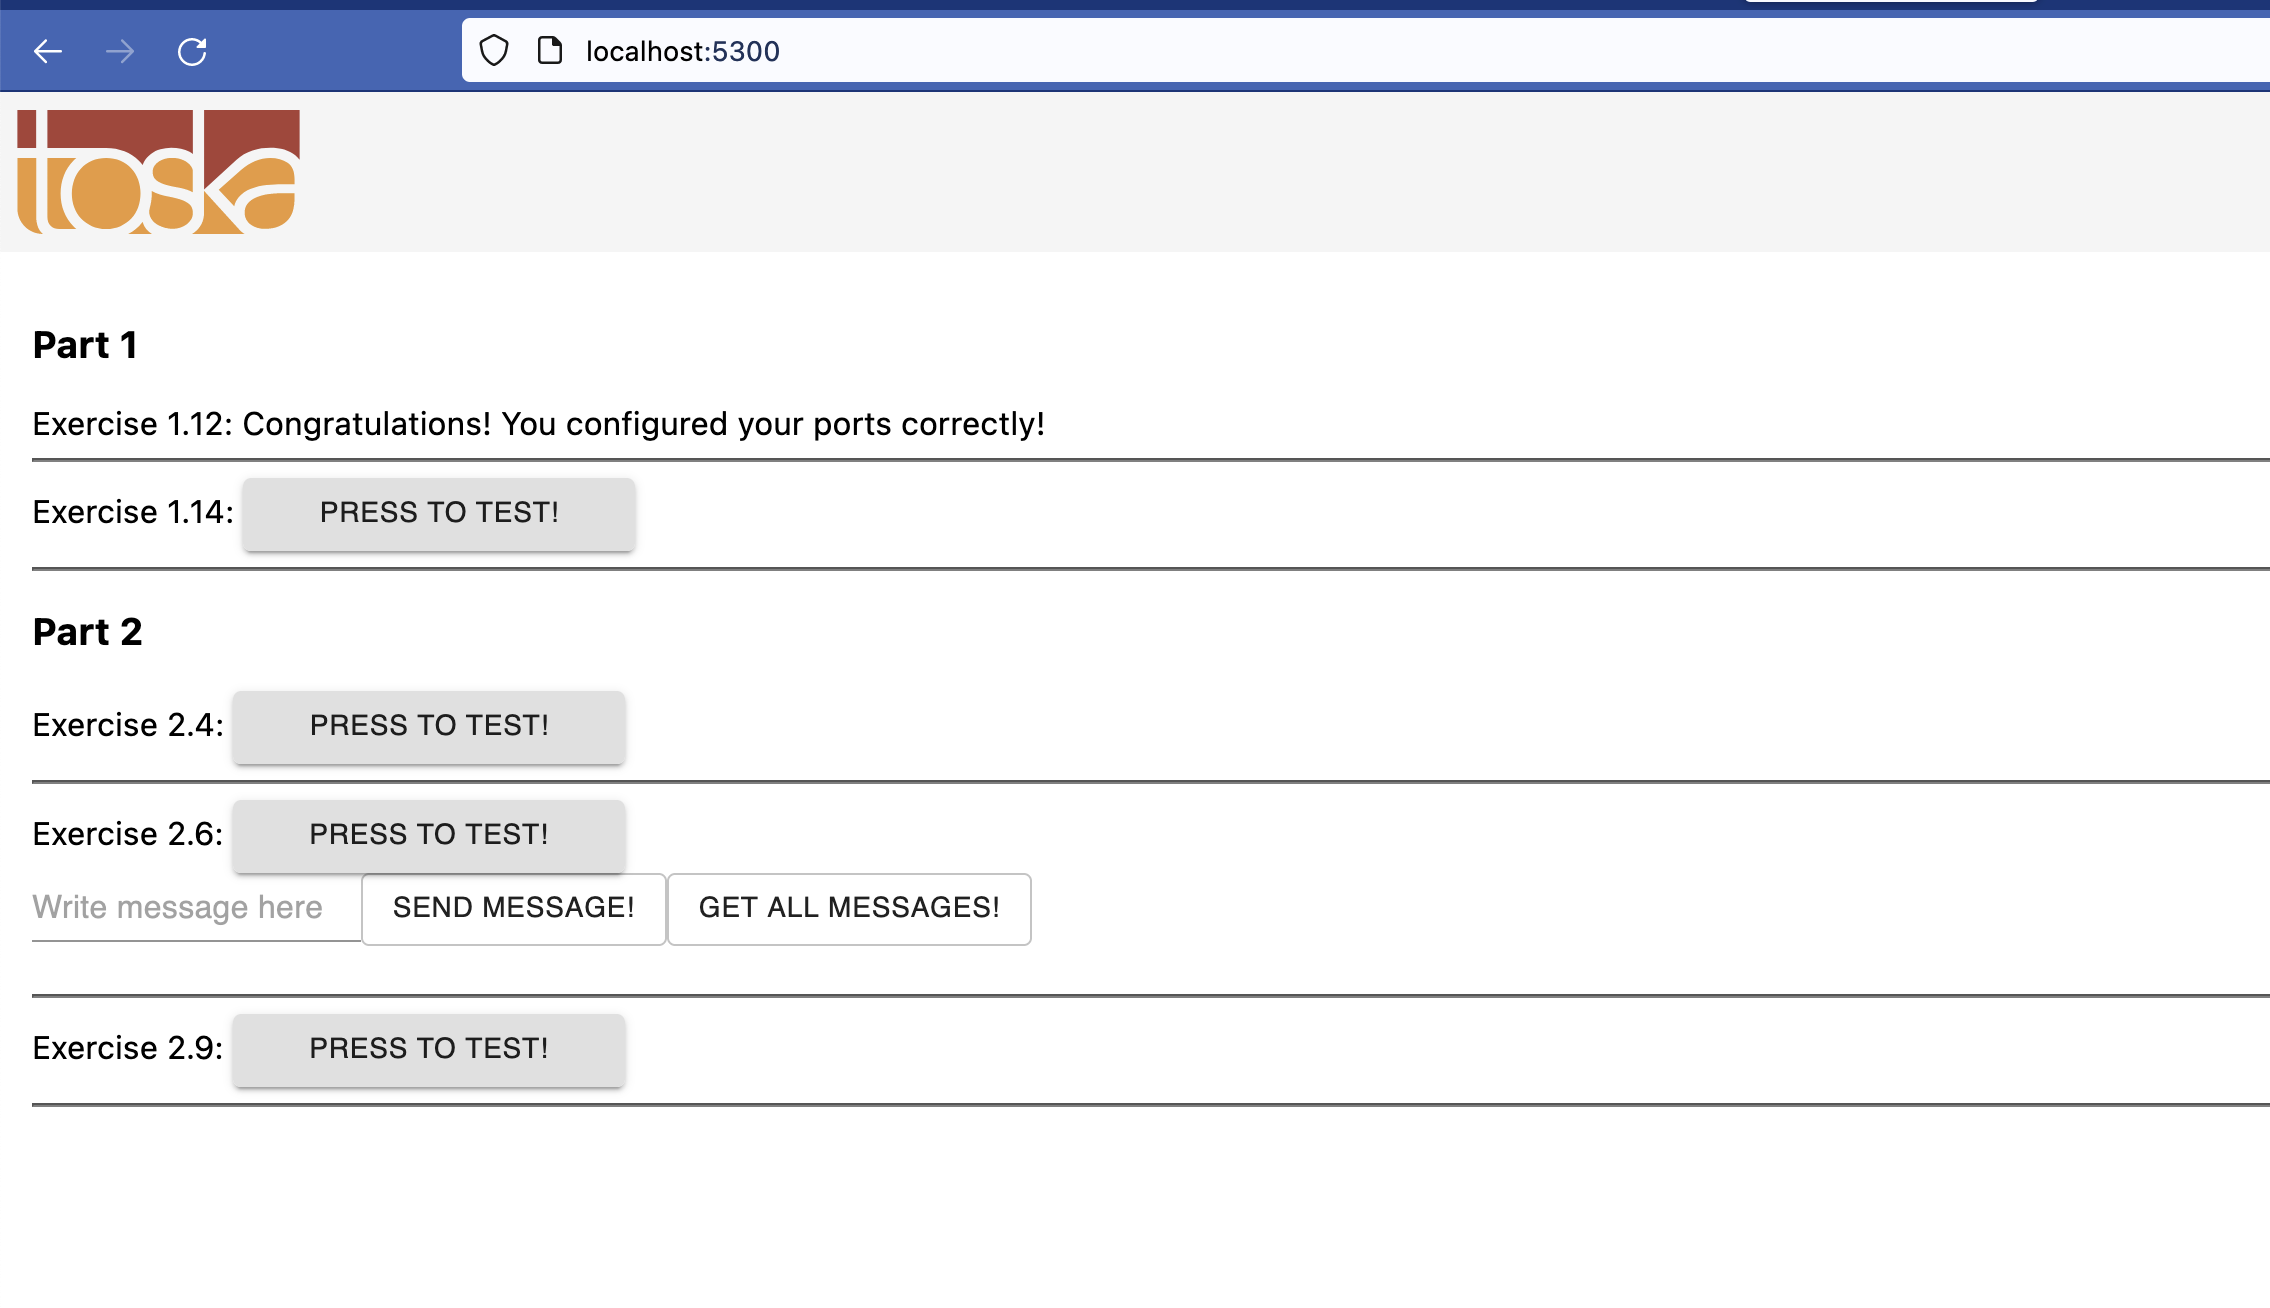 localhost:5300
toska
Part 1
Exercise 1.12: Congratulations! You configured your ports correctly!
Exercise 1.14: PRESS TO TEST!
Part 2
Exercise 2.4: PRESS TO TEST!
Exercise 2.6: PRESS TO TEST!
Write message here SEND MESSAGE! GET ALL MESSAGES!
Exercise 2.9: PRESS TO TEST!